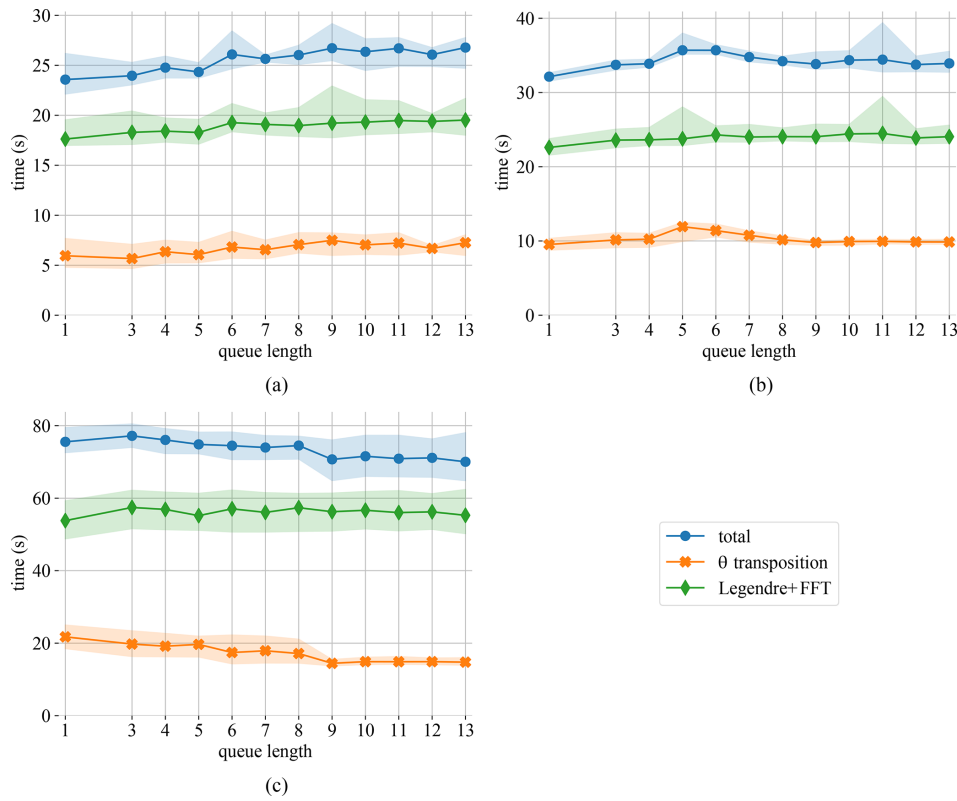 30
25
20
15
10
5
0
time (s)
1 3 4 5 6 7 8 9 10 11 12 13
queue length
(a)
40
30
20
10
0
time (s)
1 3 4 5 6 7 8 9 10 11 12 13
queue length
(b)
80
60
40
20
0
time (s)
1 3 4 5 6 7 8 9 10 11 12 13
queue length
(c)
total
θ transposition
Legendre+FFT